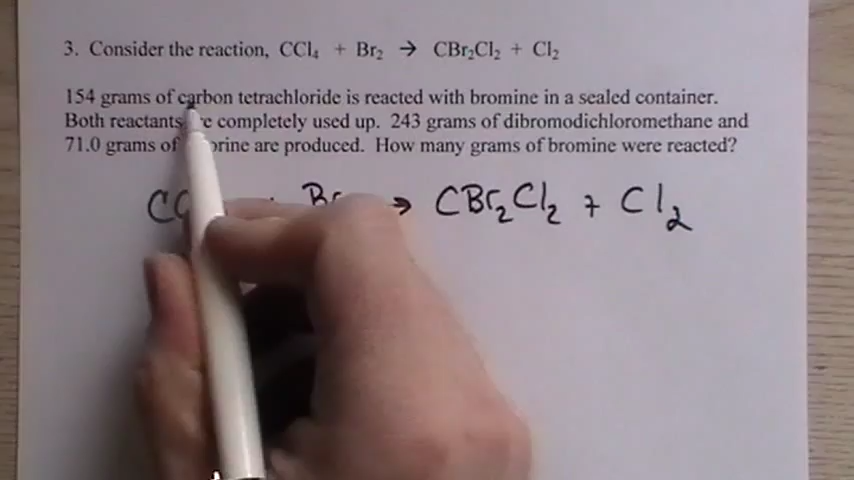 3. Consider the reaction, CCl₄ + Br₂ → CBr₂Cl₂ + Cl₂
154 grams of carbon tetrachloride is reacted with bromine in a sealed container.
Both reactants completely used up. 243 grams of dibromodichloromethane and
71.0 grams of are produced. How many grams of bromine were reacted?
→ CBr₂Cl₂ + Cl₂